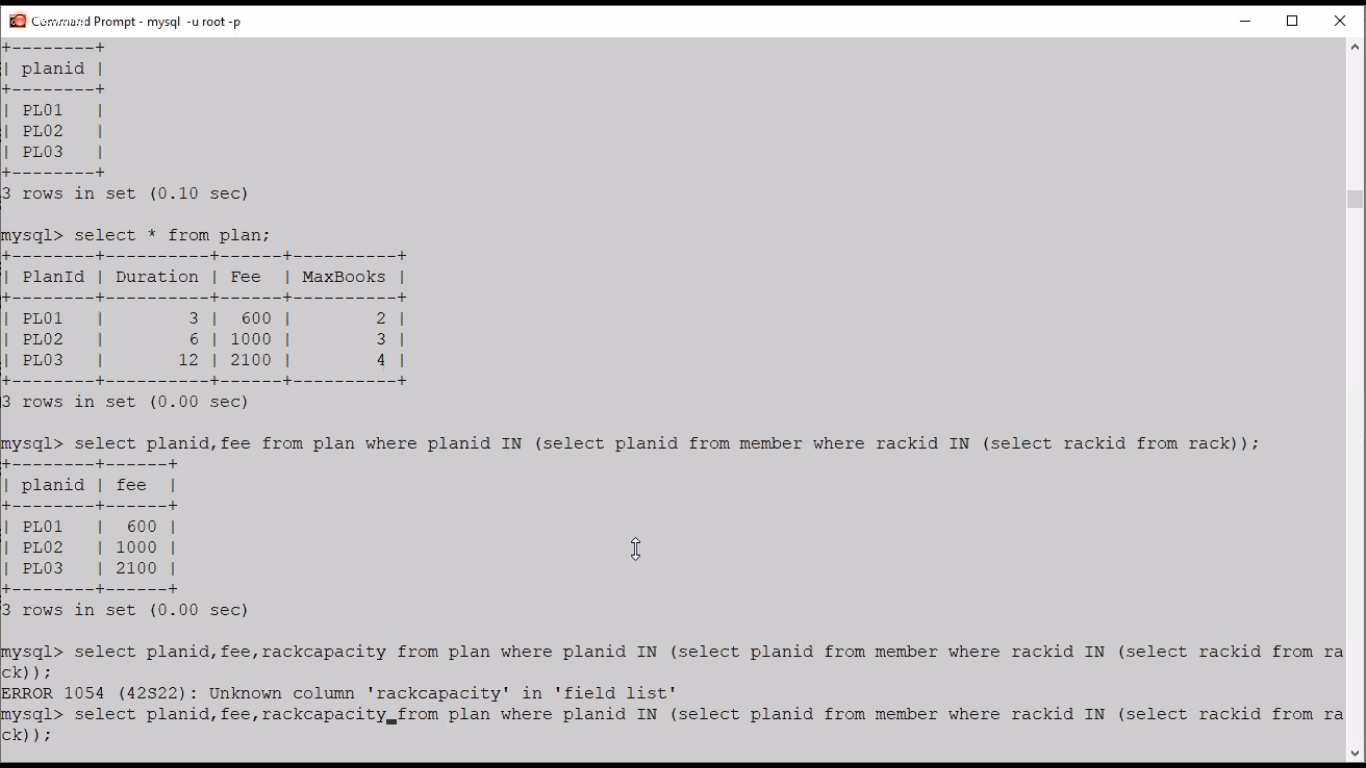 Command Prompt - mysql -u root -p
+--------+
| planid |
+--------+
| PL01   |
| PL02   |
| PL03   |
+--------+
3 rows in set (0.10 sec)
mysql> select * from plan;
+--------+----------+------+----------+
| PlanId | Duration | Fee  | MaxBooks |
+--------+----------+------+----------+
| PL01   |        3 |  600 |        2 |
| PL02   |        6 | 1000 |        3 |
| PL03   |       12 | 2100 |        4 |
+--------+----------+------+----------+
3 rows in set (0.00 sec)
mysql> select planid,fee from plan where planid IN (select planid from member where rackid IN (select rackid from rack));
+--------+------+
| planid | fee  |
+--------+------+
| PL01   |  600 |
| PL02   | 1000 |
| PL03   | 2100 |
+--------+------+
3 rows in set (0.00 sec)
mysql> select planid,fee,rackcapacity from plan where planid IN (select planid from member where rackid IN (select rackid from ra
ck));
ERROR 1054 (42S22): Unknown column 'rackcapacity' in 'field list'
mysql> select planid,fee,rackcapacity from plan where planid IN (select planid from member where rackid IN (select rackid from ra
ck));